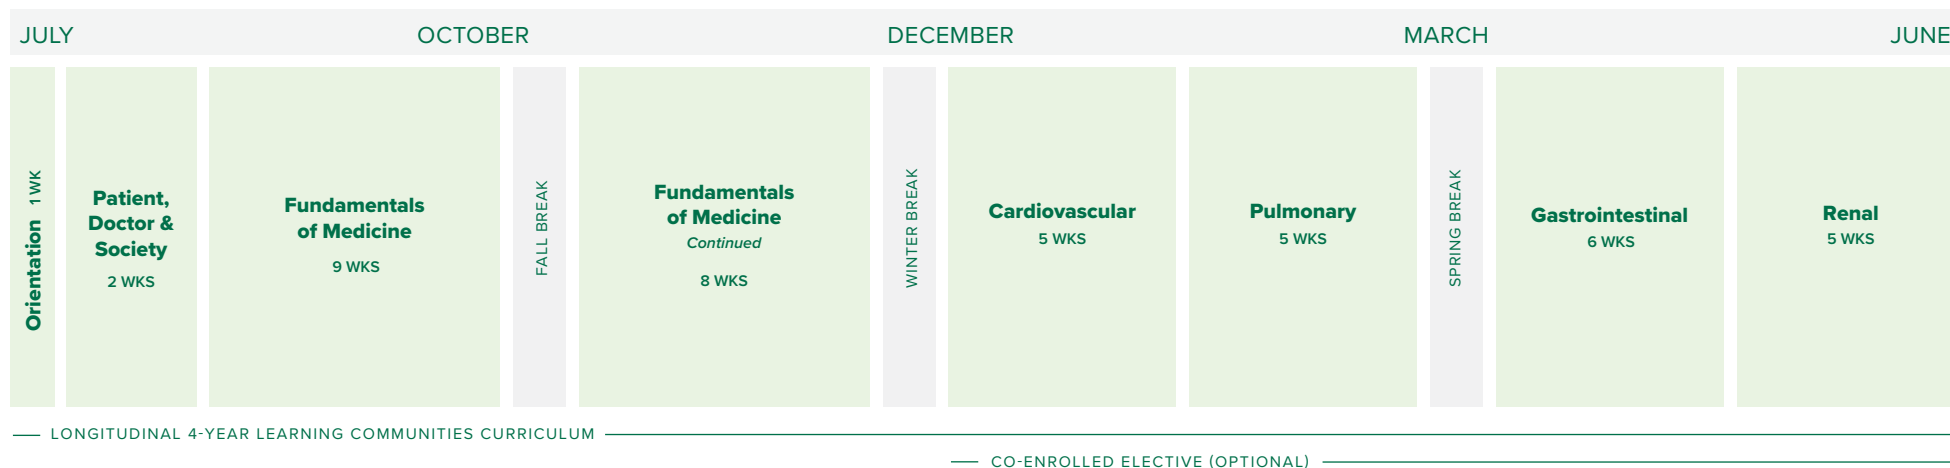 JULY OCTOBER DECEMBER MARCH JUNE
Orientation 1 WK
Patient,
Doctor &
Society
2 WKS
Fundamentals
of Medicine
9 WKS
FALL BREAK
Fundamentals
of Medicine
Continued
8 WKS
WINTER BREAK
Cardiovascular
5 WKS
Pulmonary
5 WKS
SPRING BREAK
Gastrointestinal
6 WKS
Renal
5 WKS
LONGITUDINAL 4-YEAR LEARNING COMMUNITIES CURRICULUM
CO-ENROLLED ELECTIVE (OPTIONAL)